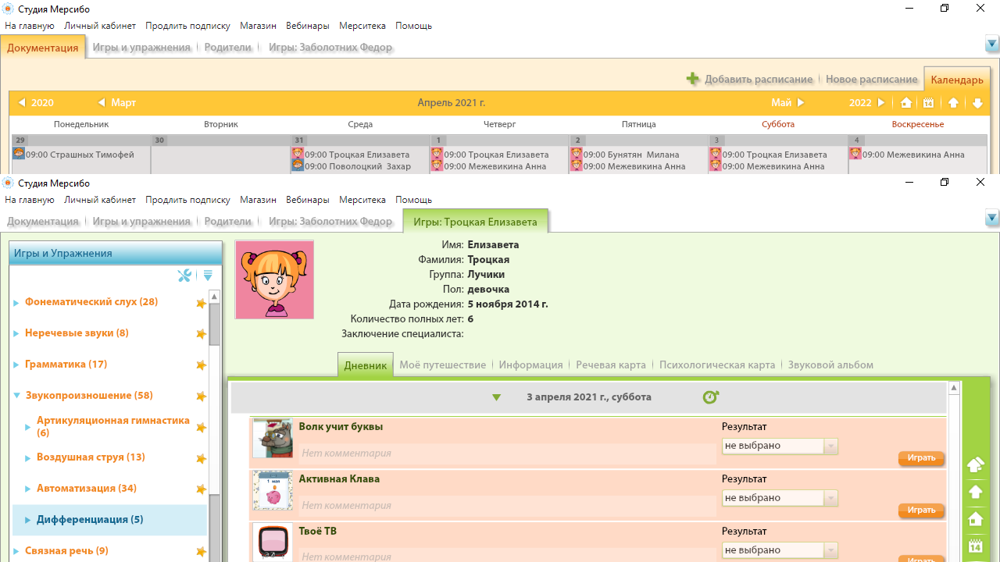 Студия Мерсибо
На главную Личный кабинет Продлить подписку Магазин Вебинары Мерситека Помощь
Документация Игры и упражнения Родители Игры: Заболотних Федор
Добавить расписание Новое расписание Календарь
2020 Март Апрель 2021 г. Май 2022 14
Понедельник Вторник Среда Четверг Пятница Суббота Воскресенье
29 30 31 1 2 3 4
09:00 Страшных Тимофей 09:00 Троцкая Елизавета 09:00 Троцкая Елизавета 09:00 Бунятян Милана 09:00 Троцкая Елизавета 09:00 Межевикина Анна
09:00 Поволоцкий Захар 09:00 Межевикина Анна 09:00 Межевикина Анна 09:00 Межевикина Анна
Студия Мерсибо
На главную Личный кабинет Продлить подписку Магазин Вебинары Мерситека Помощь
Документация Игры и упражнения Родители Игры: Заболотних Федор Игры: Троцкая Елизавета
Игры и Упражнения
Фонематический слух (28)
Неречевые звуки (8)
Грамматика (17)
Звукопроизношение (58)
Артикуляционная гимнастика
(6)
Воздушная струя (13)
Автоматизация (34)
Дифференциация (5)
Связная речь (9)
Имя: Елизавета
Фамилия: Троцкая
Группа: Лучики
Пол: девочка
Дата рождения: 5 ноября 2014 г.
Количество полных лет: 6
Заключение специалиста:
Дневник Моё путешествие Информация Речевая карта Психологическая карта Звуковой альбом
3 апреля 2021 г., суббота
Волк учит буквы Результат
Нет комментария не выбрано
Играть
Активная Клава Результат
1 мая
Нет комментария не выбрано
Играть
Твоё ТВ Результат
Нет комментария не выбрано
Играть
14